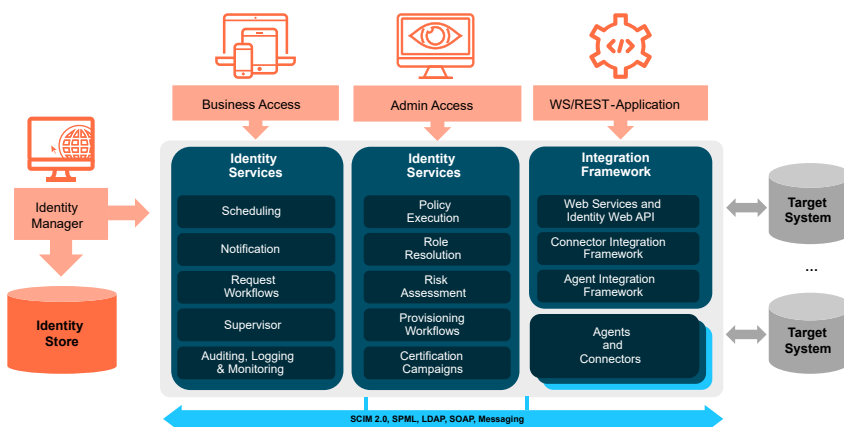 Business Access
Admin Access
WS/REST-Application
Identity
Manager
Identity
Store
Identity
Services
Scheduling
Notification
Request
Workflows
Supervisor
Auditing, Logging
& Monitoring
Identity
Services
Policy
Execution
Role
Resolution
Risk
Assessment
Provisioning
Workflows
Certification
Campaigns
Integration
Framework
Web Services and
Identity Web API
Connector Integration
Framework
Agent Integration
Framework
Agents
and
Connectors
Target
System
...
Target
System
SCIM 2.0, SPML, LDAP, SOAP, Messaging